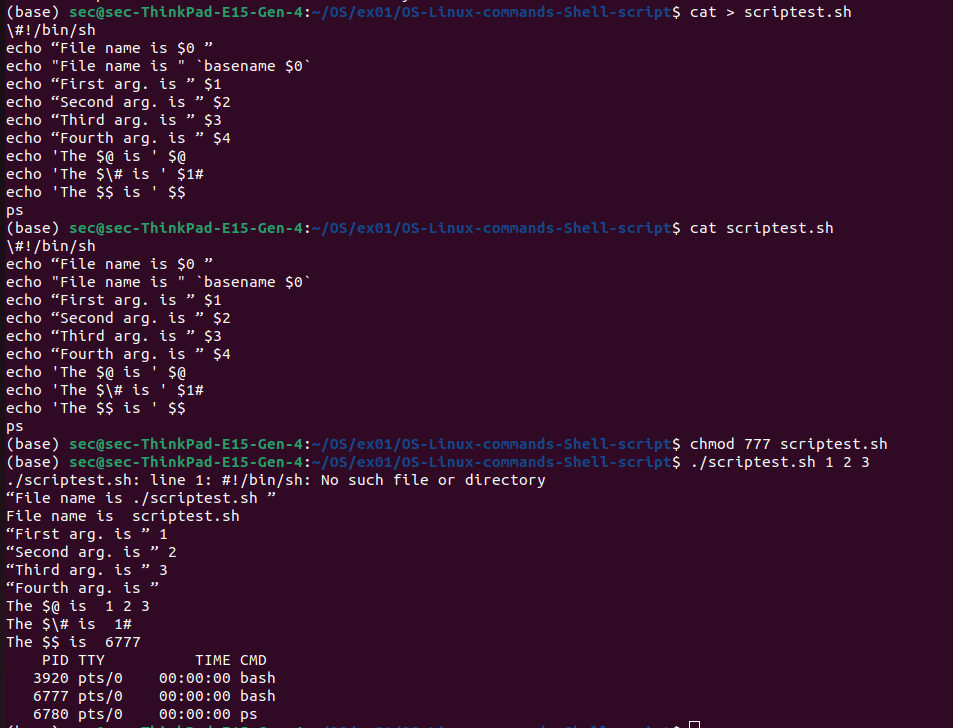 (base) sec@sec-ThinkPad-E15-Gen-4:~/OS/ex01/OS-Linux-commands-Shell-script$ cat > scriptest.sh
\#!/bin/sh
echo “File name is $0 ”
echo "File name is " `basename $0`
echo “First arg. is ” $1
echo “Second arg. is ” $2
echo “Third arg. is ” $3
echo “Fourth arg. is ” $4
echo 'The $@ is ' $@
echo 'The $\# is ' $1#
echo 'The $$ is ' $$
ps
(base) sec@sec-ThinkPad-E15-Gen-4:~/OS/ex01/OS-Linux-commands-Shell-script$ cat scriptest.sh
\#!/bin/sh
echo “File name is $0 ”
echo "File name is " `basename $0`
echo “First arg. is ” $1
echo “Second arg. is ” $2
echo “Third arg. is ” $3
echo “Fourth arg. is ” $4
echo 'The $@ is ' $@
echo 'The $\# is ' $1#
echo 'The $$ is ' $$
ps
(base) sec@sec-ThinkPad-E15-Gen-4:~/OS/ex01/OS-Linux-commands-Shell-script$ chmod 777 scriptest.sh
(base) sec@sec-ThinkPad-E15-Gen-4:~/OS/ex01/OS-Linux-commands-Shell-script$ ./scriptest.sh 1 2 3
./scriptest.sh: line 1: #!/bin/sh: No such file or directory
“File name is ./scriptest.sh ”
File name is  scriptest.sh
“First arg. is ” 1
“Second arg. is ” 2
“Third arg. is ” 3
“Fourth arg. is ”
The $@ is  1 2 3
The $\# is  1#
The $$ is  6777
    PID TTY          TIME CMD
   3920 pts/0    00:00:00 bash
   6777 pts/0    00:00:00 bash
   6780 pts/0    00:00:00 ps